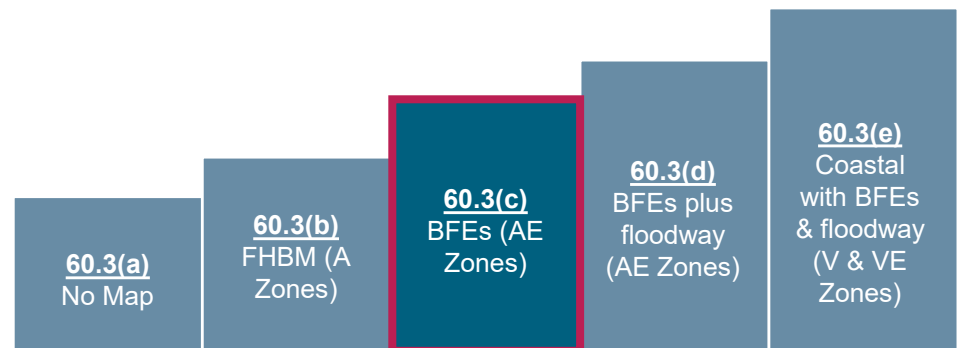 60.3(a)
No Map
60.3(b)
FHBM (A
Zones)
60.3(c)
BFEs (AE
Zones)
60.3(d)
BFEs plus
floodway
(AE Zones)
60.3(e)
Coastal
with BFEs
& floodway
(V & VE
Zones)